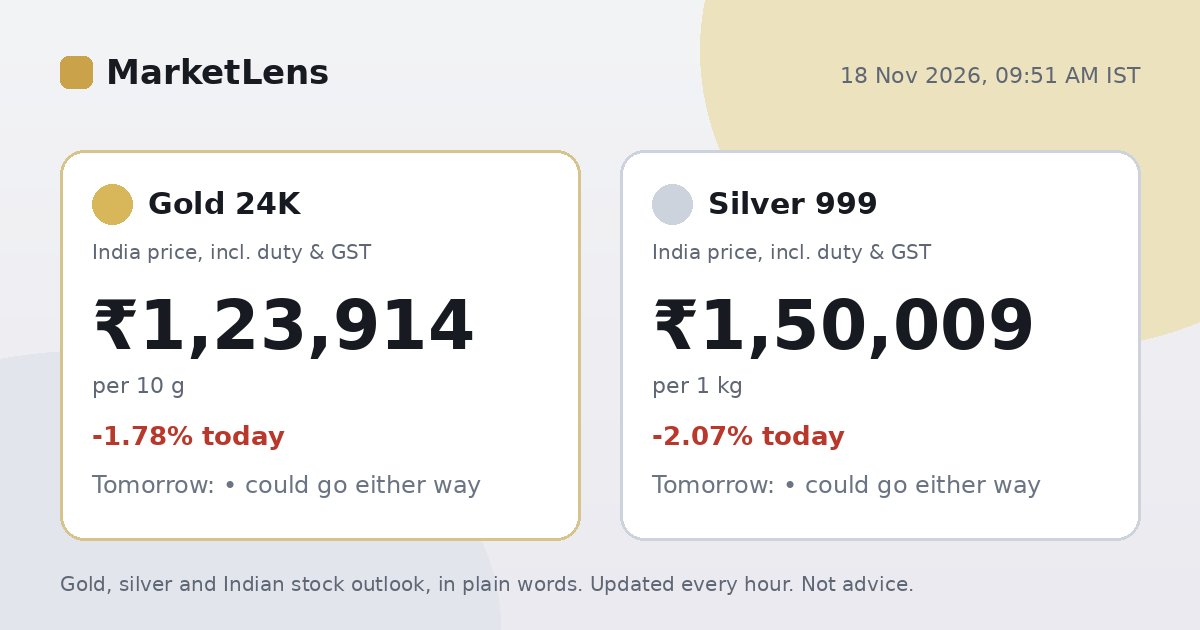 MarketLens
18 Nov 2026, 09:51 AM IST
Gold 24K
India price, incl. duty & GST
₹1,23,914
per 10 g
-1.78% today
Tomorrow: • could go either way
Silver 999
India price, incl. duty & GST
₹1,50,009
per 1 kg
-2.07% today
Tomorrow: • could go either way
Gold, silver and Indian stock outlook, in plain words. Updated every hour. Not advice.